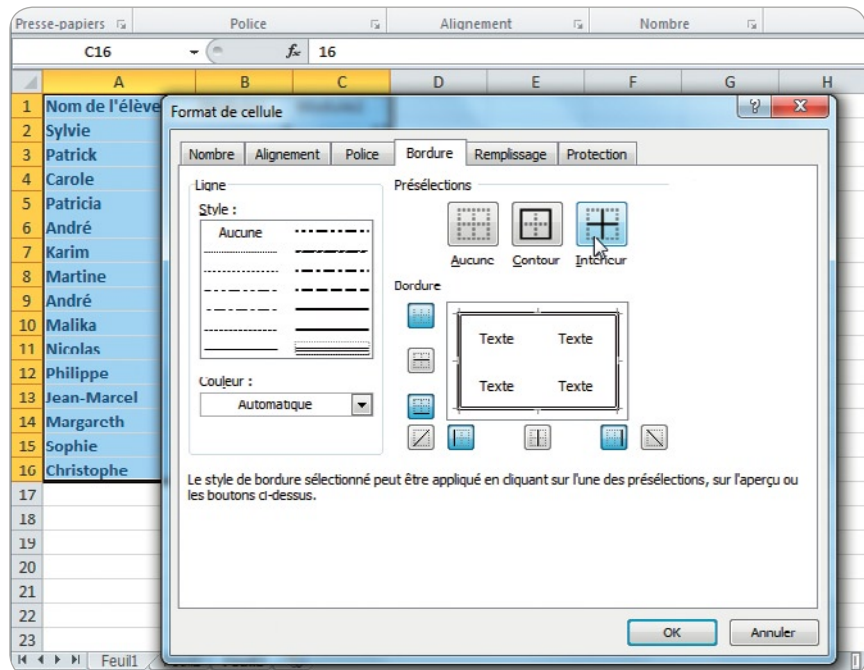 Presse-papiers Police Alignement Nombre
C16 fx 16
A B C D E F G H
1 Nom de l'élève
2 Sylvie
3 Patrick
4 Carole
5 Patricia
6 André
7 Karim
8 Martine
9 André
10 Malika
11 Nicolas
12 Philippe
13 Jean-Marcel
14 Margareth
15 Sophie
16 Christophe
17
18
19
20
21
22
23
Feuil1
Format de cellule
Nombre Alignement Police Bordure Remplissage Protection
Ligne
Style :
Aucune
Couleur :
Automatique
Présélections
Aucune Contour Intérieur
Bordure
Texte Texte
Texte Texte
Le style de bordure sélectionné peut être appliqué en cliquant sur l'une des présélections, sur l'aperçu ou
les boutons ci-dessus.
OK Annuler